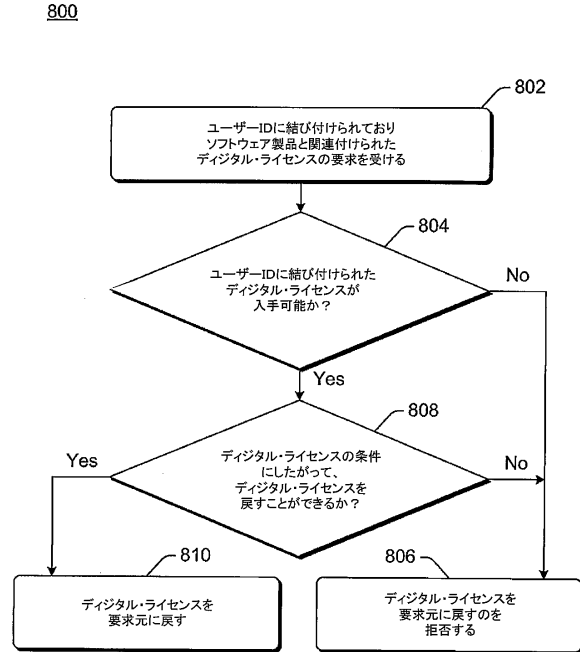 800
802
ユーザーIDに結び付けられており
ソフトウェア製品と関連付けられた
ディジタル・ライセンスの要求を受ける
804
ユーザーIDに結び付けられた
ディジタル・ライセンスが
入手可能か？
No
Yes
808
ディジタル・ライセンスの条件
にしたがって、
ディジタル・ライセンスを
戻すことができるか？
Yes
No
810
ディジタル・ライセンスを
要求元に戻す
806
ディジタル・ライセンスを
要求元に戻すのを
拒否する